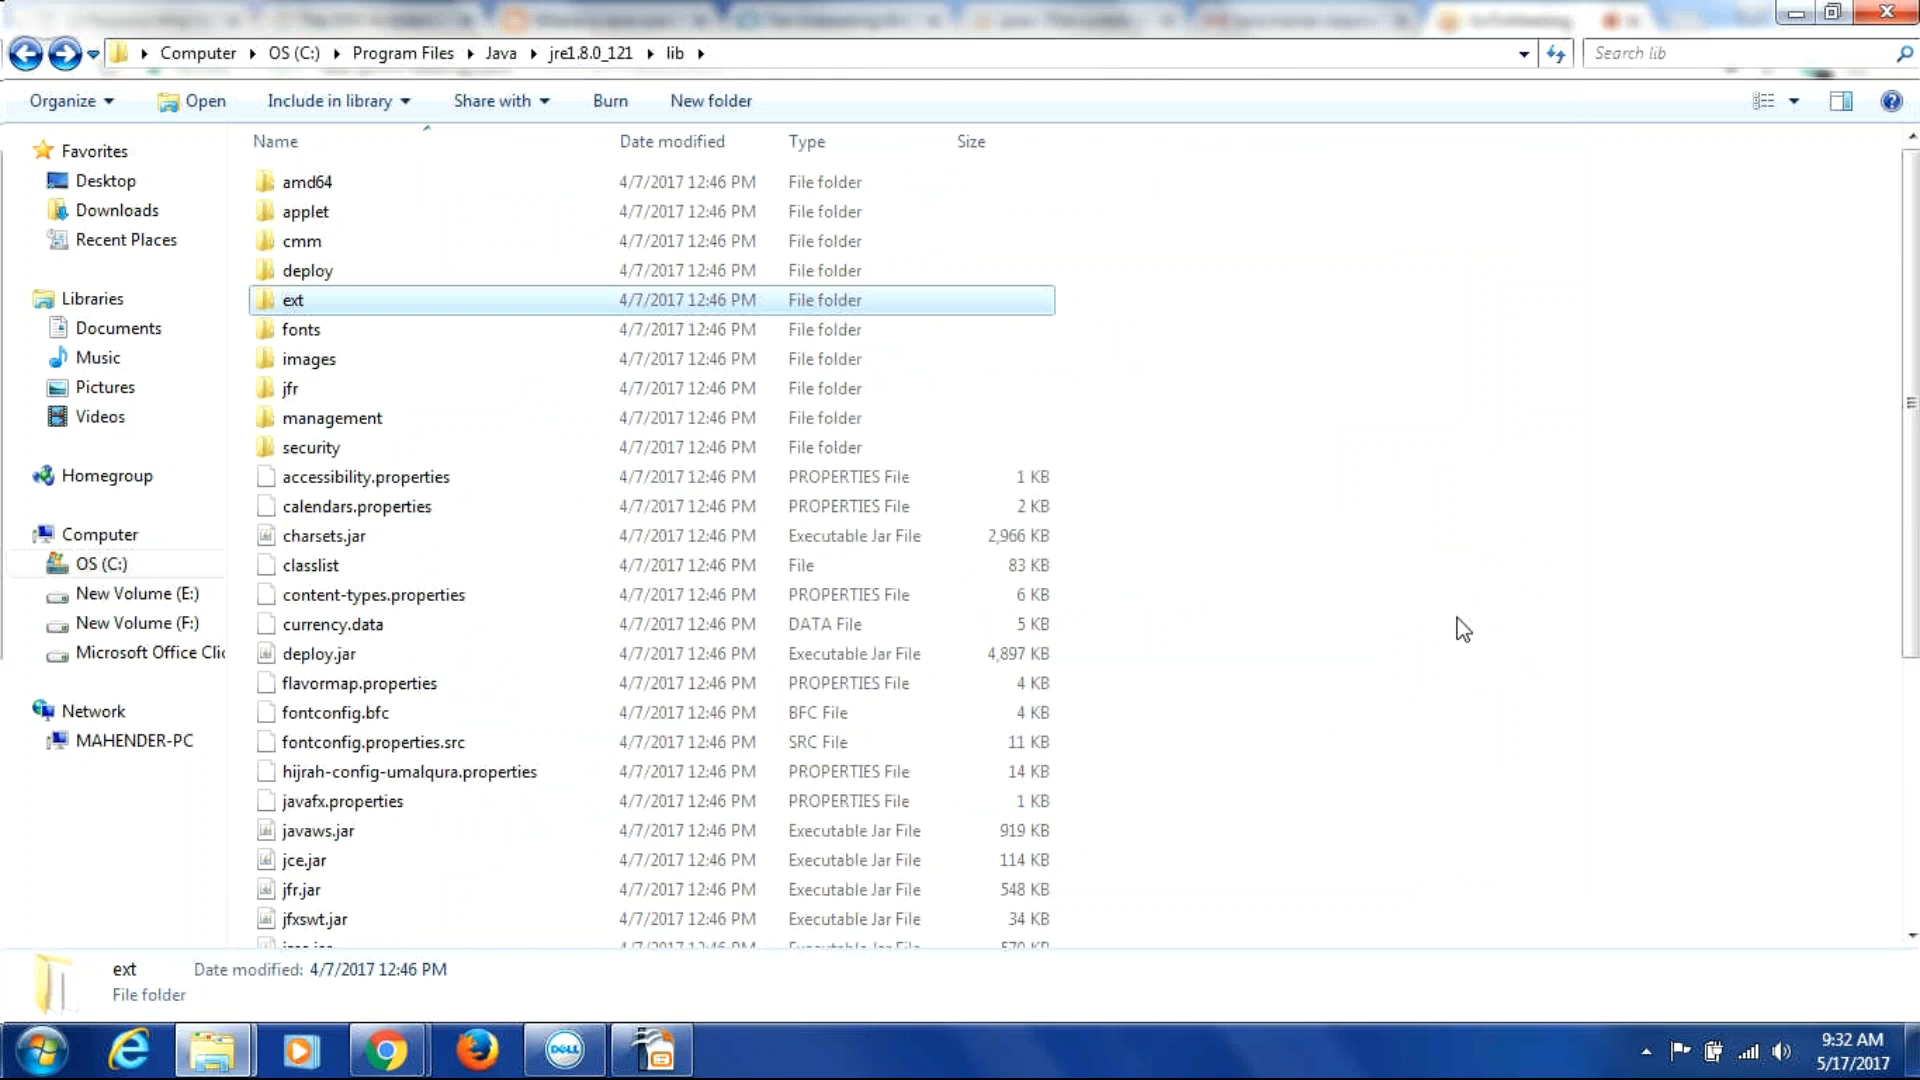 Computer OS (C:) Program Files Java jre1.8.0_121 lib
Search lib
Organize Open Include in library Share with Burn New folder
Name Date modified Type Size
Favorites
Desktop
Downloads
Recent Places
Libraries
Documents
Music
Pictures
Videos
Homegroup
Computer
OS (C:)
New Volume (E:)
New Volume (F:)
Microsoft Office Clic
Network
MAHENDER-PC
amd64 4/7/2017 12:46 PM File folder
applet 4/7/2017 12:46 PM File folder
cmm 4/7/2017 12:46 PM File folder
deploy 4/7/2017 12:46 PM File folder
ext 4/7/2017 12:46 PM File folder
fonts 4/7/2017 12:46 PM File folder
images 4/7/2017 12:46 PM File folder
jfr 4/7/2017 12:46 PM File folder
management 4/7/2017 12:46 PM File folder
security 4/7/2017 12:46 PM File folder
accessibility.properties 4/7/2017 12:46 PM PROPERTIES File 1 KB
calendars.properties 4/7/2017 12:46 PM PROPERTIES File 2 KB
charsets.jar 4/7/2017 12:46 PM Executable Jar File 2,966 KB
classlist 4/7/2017 12:46 PM File 83 KB
content-types.properties 4/7/2017 12:46 PM PROPERTIES File 6 KB
currency.data 4/7/2017 12:46 PM DATA File 5 KB
deploy.jar 4/7/2017 12:46 PM Executable Jar File 4,897 KB
flavormap.properties 4/7/2017 12:46 PM PROPERTIES File 4 KB
fontconfig.bfc 4/7/2017 12:46 PM BFC File 4 KB
fontconfig.properties.src 4/7/2017 12:46 PM SRC File 11 KB
hijrah-config-umalqura.properties 4/7/2017 12:46 PM PROPERTIES File 14 KB
javafx.properties 4/7/2017 12:46 PM PROPERTIES File 1 KB
javaws.jar 4/7/2017 12:46 PM Executable Jar File 919 KB
jce.jar 4/7/2017 12:46 PM Executable Jar File 114 KB
jfr.jar 4/7/2017 12:46 PM Executable Jar File 548 KB
jfxswt.jar 4/7/2017 12:46 PM Executable Jar File 34 KB
ext Date modified: 4/7/2017 12:46 PM
File folder
DELL
9:32 AM
5/17/2017